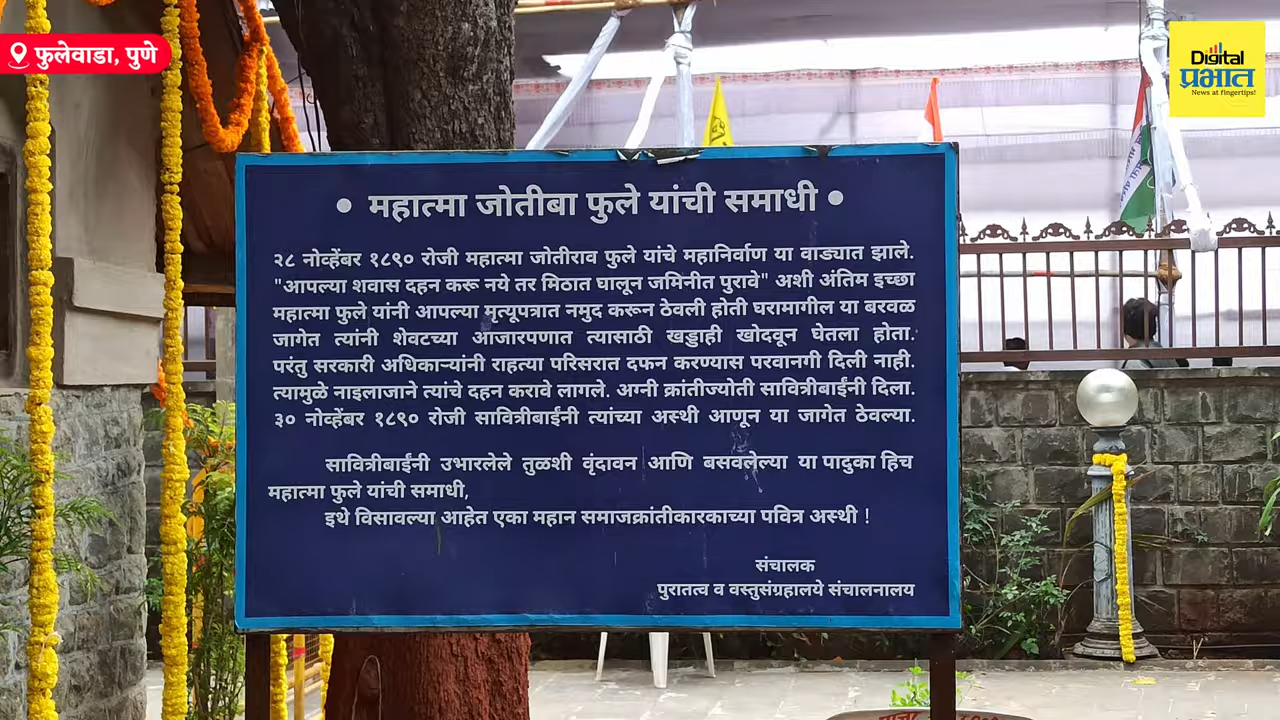 फुलेवाडा, पुणे
Digital
प्रभात
News at fingertips!
• महात्मा जोतीबा फुले यांची समाधी •
२८ नोव्हेंबर १८९० रोजी महात्मा जोतीराव फुले यांचे महानिर्वाण या वाड्यात झाले.
"आपल्या शवास दहन करू नये तर मिठात घालून जमिनीत पुरावे" अशी अंतिम इच्छा
महात्मा फुले यांनी आपल्या मृत्यूपत्रात नमुद करून ठेवली होती घरामागील या बरवळ
जागेत त्यांनी शेवटच्या आजारपणात त्यासाठी खड्डाही खोदवून घेतला होता.
परंतु सरकारी अधिकाऱ्यांनी राहत्या परिसरात दफन करण्यास परवानगी दिली नाही.
त्यामुळे नाइलाजाने त्यांचे दहन करावे लागले. अग्नी क्रांतीज्योती सावित्रीबाईंनी दिला.
३० नोव्हेंबर १८९० रोजी सावित्रीबाईंनी त्यांच्या अस्थी आणून या जागेत ठेवल्या.
सावित्रीबाईंनी उभारलेले तुळशी वृंदावन आणि बसवलेल्या या पादुका हिच
महात्मा फुले यांची समाधी,
इथे विसावल्या आहेत एका महान समाजक्रांतीकारकाच्या पवित्र अस्थी !
संचालक
पुरातत्व व वस्तुसंग्रहालये संचालनालय